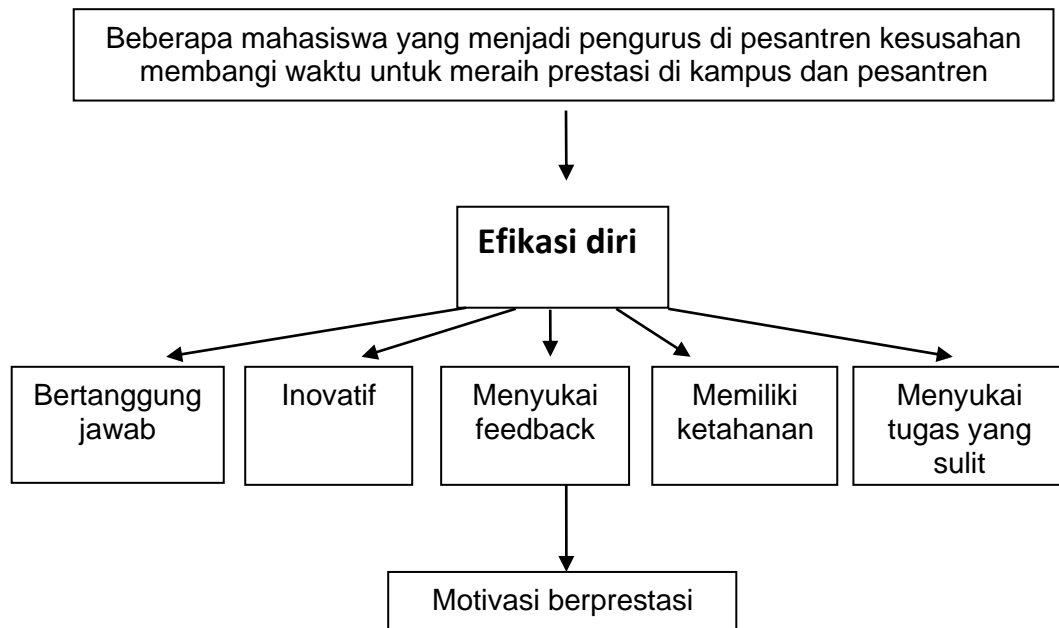 Beberapa mahasiswa yang menjadi pengurus di pesantren kesusahan
membangi waktu untuk meraih prestasi di kampus dan pesantren
Efikasi diri
Bertanggung
jawab
Inovatif
Menyukai
feedback
Memiliki
ketahanan
Menyukai
tugas yang
sulit
Motivasi berprestasi